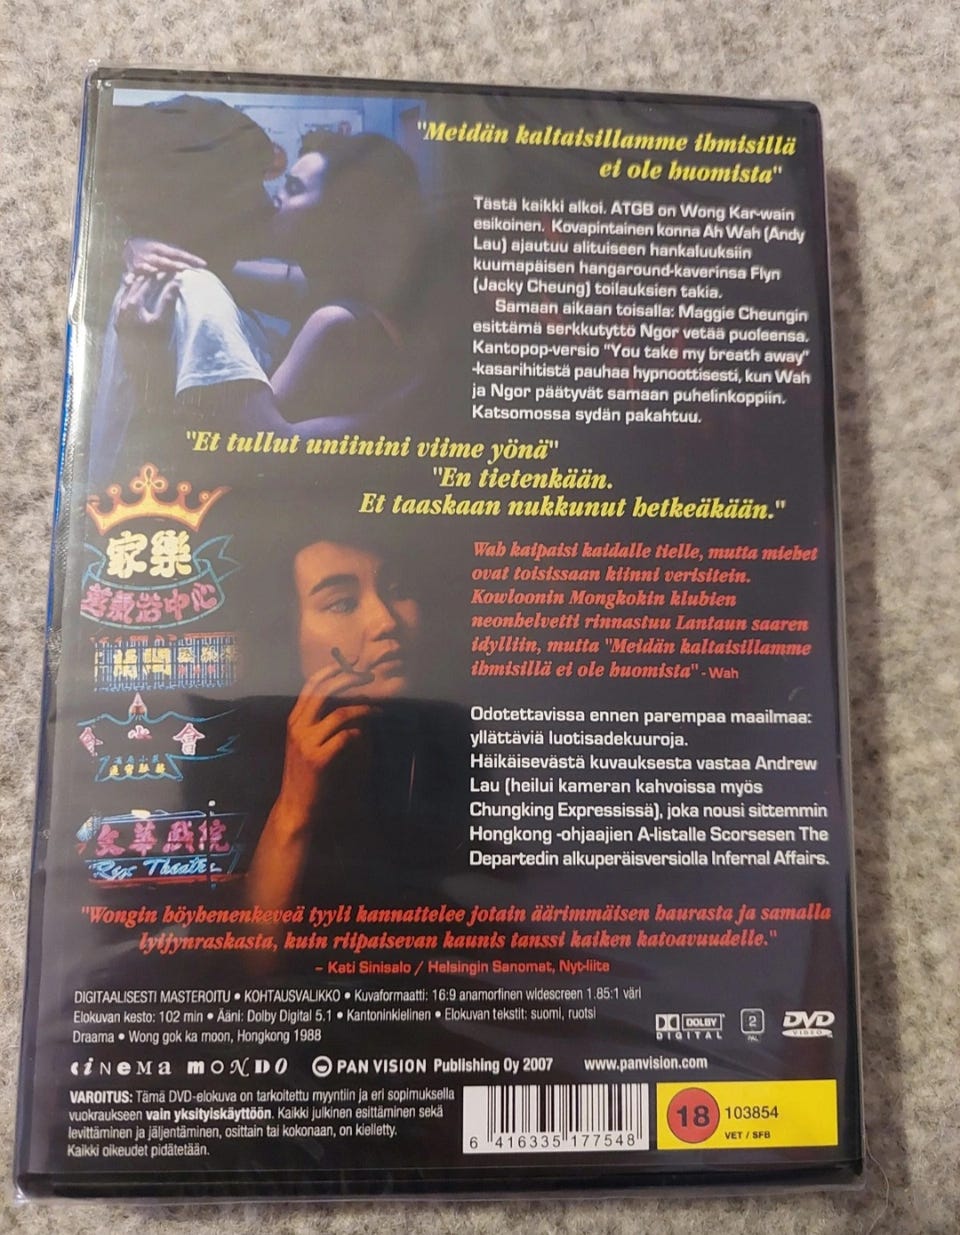 "Meidän kaltaisillamme ihmisillä
ei ole huomista"
Tästä kaikki alkoi. ATGB on Wong Kar-wain
esikoinen. Kovapintainen konna Ah Wah (Andy
Lau) ajautuu alituiseen hankaluuksiin
kuumapäisen hangaround-kaverinsa Flyn
(Jacky Cheung) toilauksien takia.
Samaan aikaan toisalla: Maggie Cheungin
esittämä serkkutyttö Ngor vetää puoleensa.
Kantopop-versio "You take my breath away"
-kasarihitistä pauhaa hypnoottisesti, kun Wah
ja Ngor päätyvät samaan puhelinkoppiin.
Katsomossa sydän pakahtuu.
"Et tullut uniinini viime yönä"
"En tietenkään.
Et taaskaan nukkunut hetkeäkään."
家樂
中心
Wah kaipaisi kaidalle tielle, mutta miehet
ovat toisissaan kiinni verisitein.
Kowloonin Mongkokin klubien
neonhelvetti rinnastuu Lantaun saaren
idylliin, mutta "Meidän kaltaisillamme
ihmisillä ei ole huomista" - Wah
Odotettavissa ennen parempaa maailmaa:
yllättäviä luotisadekuuroja.
Häikäisevästä kuvauksesta vastaa Andrew
Lau (heilui kameran kahvoissa myös
Chungking Expressissä), joka nousi sittemmin
Hongkong -ohjaajien A-listalle Scorsesen The
Departedin alkuperäisversiolla Infernal Affairs.
文華戲院
Rex Theatre
"Wongin höyhenenkeveä tyyli kannattelee jotain äärimmäisen haurasta ja samalla
lyijynraskasta, kuin riipaisevan kaunis tanssi kaiken katoavuudelle."
– Kati Sinisalo / Helsingin Sanomat, Nyt-liite
DIGITAALISESTI MASTEROITU • KOHTAUSVALIKKO • Kuvaformaatti: 16:9 anamorfinen widescreen 1.85:1 väri
Elokuvan kesto: 102 min • Ääni: Dolby Digital 5.1 • Kantoninkielinen • Elokuvan tekstit: suomi, ruotsi
Draama • Wong gok ka moon, Hongkong 1988
DOLBY
DIGITAL
2
PAL
DVD
VIDEO
CINEMA MONDO
PAN VISION Publishing Oy 2007
www.panvision.com
VAROITUS: Tämä DVD-elokuva on tarkoitettu myyntiin ja eri sopimuksella
vuokraukseen vain yksityiskäyttöön. Kaikki julkinen esittäminen sekä
levittäminen ja jäljentäminen, osittain tai kokonaan, on kielletty.
Kaikki oikeudet pidätetään.
6 416335 177548
18
103854
VET / SFB